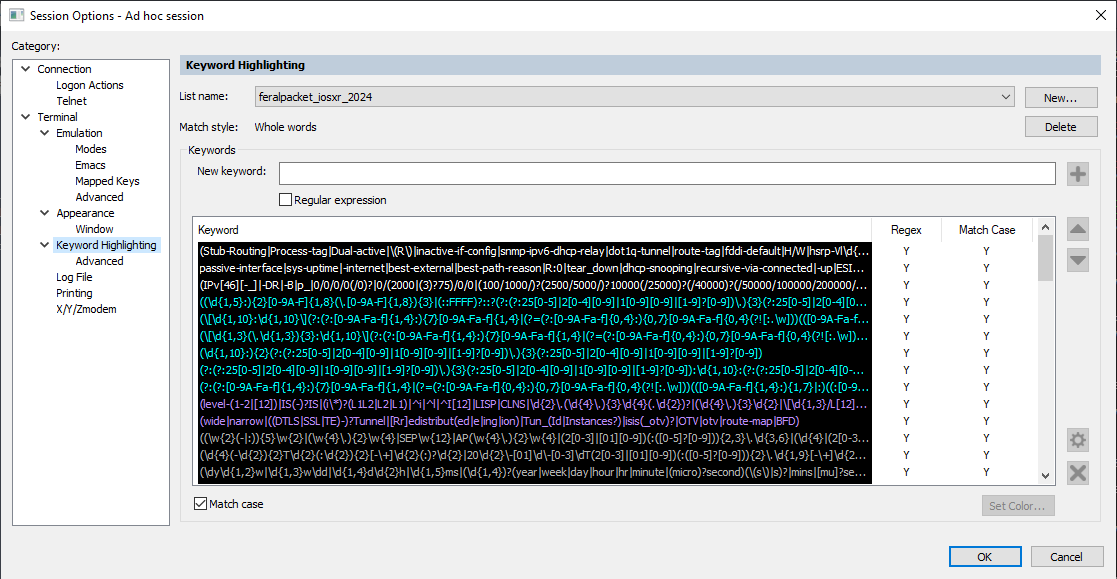 Session Options - Ad hoc session
Category:
Connection
Logon Actions
Telnet
Terminal
Emulation
Modes
Emacs
Mapped Keys
Advanced
Appearance
Window
Keyword Highlighting
Advanced
Log File
Printing
X/Y/Zmodem
Keyword Highlighting
List name: feralpacket_iosxr_2024 New...
Match style: Whole words Delete
Keywords
New keyword:
Regular expression
Keyword Regex Match Case
(Stub-Routing|Process-tag|Dual-active|\(R\)|inactive-if-config|snmp-ipv6-dhcp-relay|dot1q-tunnel|route-tag|fddi-default|H/W|hsrp-Vl\d{... Y Y
passive-interface|sys-uptime|-internet|best-external|best-path-reason|R:0|tear_down|dhcp-snooping|recursive-via-connected|-up|ESI... Y Y
(IPv[46][-_]|-DR|-B|p_|0/0/0/0(/0)?|0/(2000|(3)?75)/0/0|(100/1000/)?(2500/5000/)?10000(/25000)?(/40000)?(/50000/100000/200000/... Y Y
((\d{1,5}:){2}[0-9A-F]{1,8}(\.[0-9A-F]{1,8}){3}|(::FFFF)?::?(?:(?:25[0-5]|2[0-4][0-9]|1[0-9][0-9]|[1-9]?[0-9])\.){3}(?:25[0-5]|2[0-4][0... Y Y
(\[\d{1,10}:\d{1,10}\](?:(?:[0-9A-Fa-f]{1,4}:){7}[0-9A-Fa-f]{1,4}|(?=(?:[0-9A-Fa-f]{0,4}:){0,7}[0-9A-Fa-f]{0,4}(?![:.\w]))(([0-9A-Fa-f... Y Y
(\[\d{1,3}(\.\d{1,3}){3}:\d{1,10}\](?:(?:[0-9A-Fa-f]{1,4}:){7}[0-9A-Fa-f]{1,4}|(?=(?:[0-9A-Fa-f]{0,4}:){0,7}[0-9A-Fa-f]{0,4}(?![:.\w])... Y Y
(\d{1,10}:){2}(?:(?:25[0-5]|2[0-4][0-9]|1[0-9][0-9]|[1-9]?[0-9])\.){3}(?:25[0-5]|2[0-4][0-9]|1[0-9][0-9]|[1-9]?[0-9]) Y Y
(?:(?:25[0-5]|2[0-4][0-9]|1[0-9][0-9]|[1-9]?[0-9])\.){3}(?:25[0-5]|2[0-4][0-9]|1[0-9][0-9]|[1-9]?[0-9]):\d{1,10}:(?:(?:25[0-5]|2[0-4]... Y Y
(?:(?:[0-9A-Fa-f]{1,4}:){7}[0-9A-Fa-f]{1,4}|(?=(?:[0-9A-Fa-f]{0,4}:){0,7}[0-9A-Fa-f]{0,4}(?![:.\w]))(([0-9A-Fa-f]{1,4}:){1,7}|:)((:[0-9... Y Y
(level-(1-2|[12])|IS(-)?IS|(i\*)?(L1L2|L2|L1)|^i|^l|^I[12]|LISP|CLNS|\d{2}\.(\d{4}\.){3}\d{4}(.\d{2})?|(\d{4}\.){3}\d{2}|\[\d{1,3}/L[12]... Y Y
(wide|narrow|((DTLS|SSL|TE)-)?Tunnel|[Rr]edistribut(ed|e|ing|ion)|Tun_(Id|Instances?)|isis(_otv)?|OTV|otv|route-map|BFD) Y Y
((\w{2}(-|:)){5}\w{2}|(\w{4}\.){2}\w{4}|SEP\w{12}|AP(\w{4}\.){2}\w{4}|(2[0-3]|[01][0-9])(:([0-5]?[0-9])){2,3}\.\d{3,6}|(\d{4}|(2[0-3... Y Y
(\d{4}(-\d{2}){2}T\d{2}(:\d{2}){2}[-\+]\d{2}(:)?\d{2}|20\d{2}\-[01]\d\-[0-3]\dT(2[0-3]|[01][0-9])(:([0-5]?[0-9])){2}\.\d{1,9}[-\+]\d{2... Y Y
(\dy\d{1,2}w|\d{1,3}w\dd|\d{1,4}d\d{2}h|\d{1,5}ms|(\d{1,4})?(year|week|day|hour|hr|minute|(micro)?second)(\(s\)|s)?|mins|[mu]?se... Y Y
Match case
Set Color...
OK Cancel